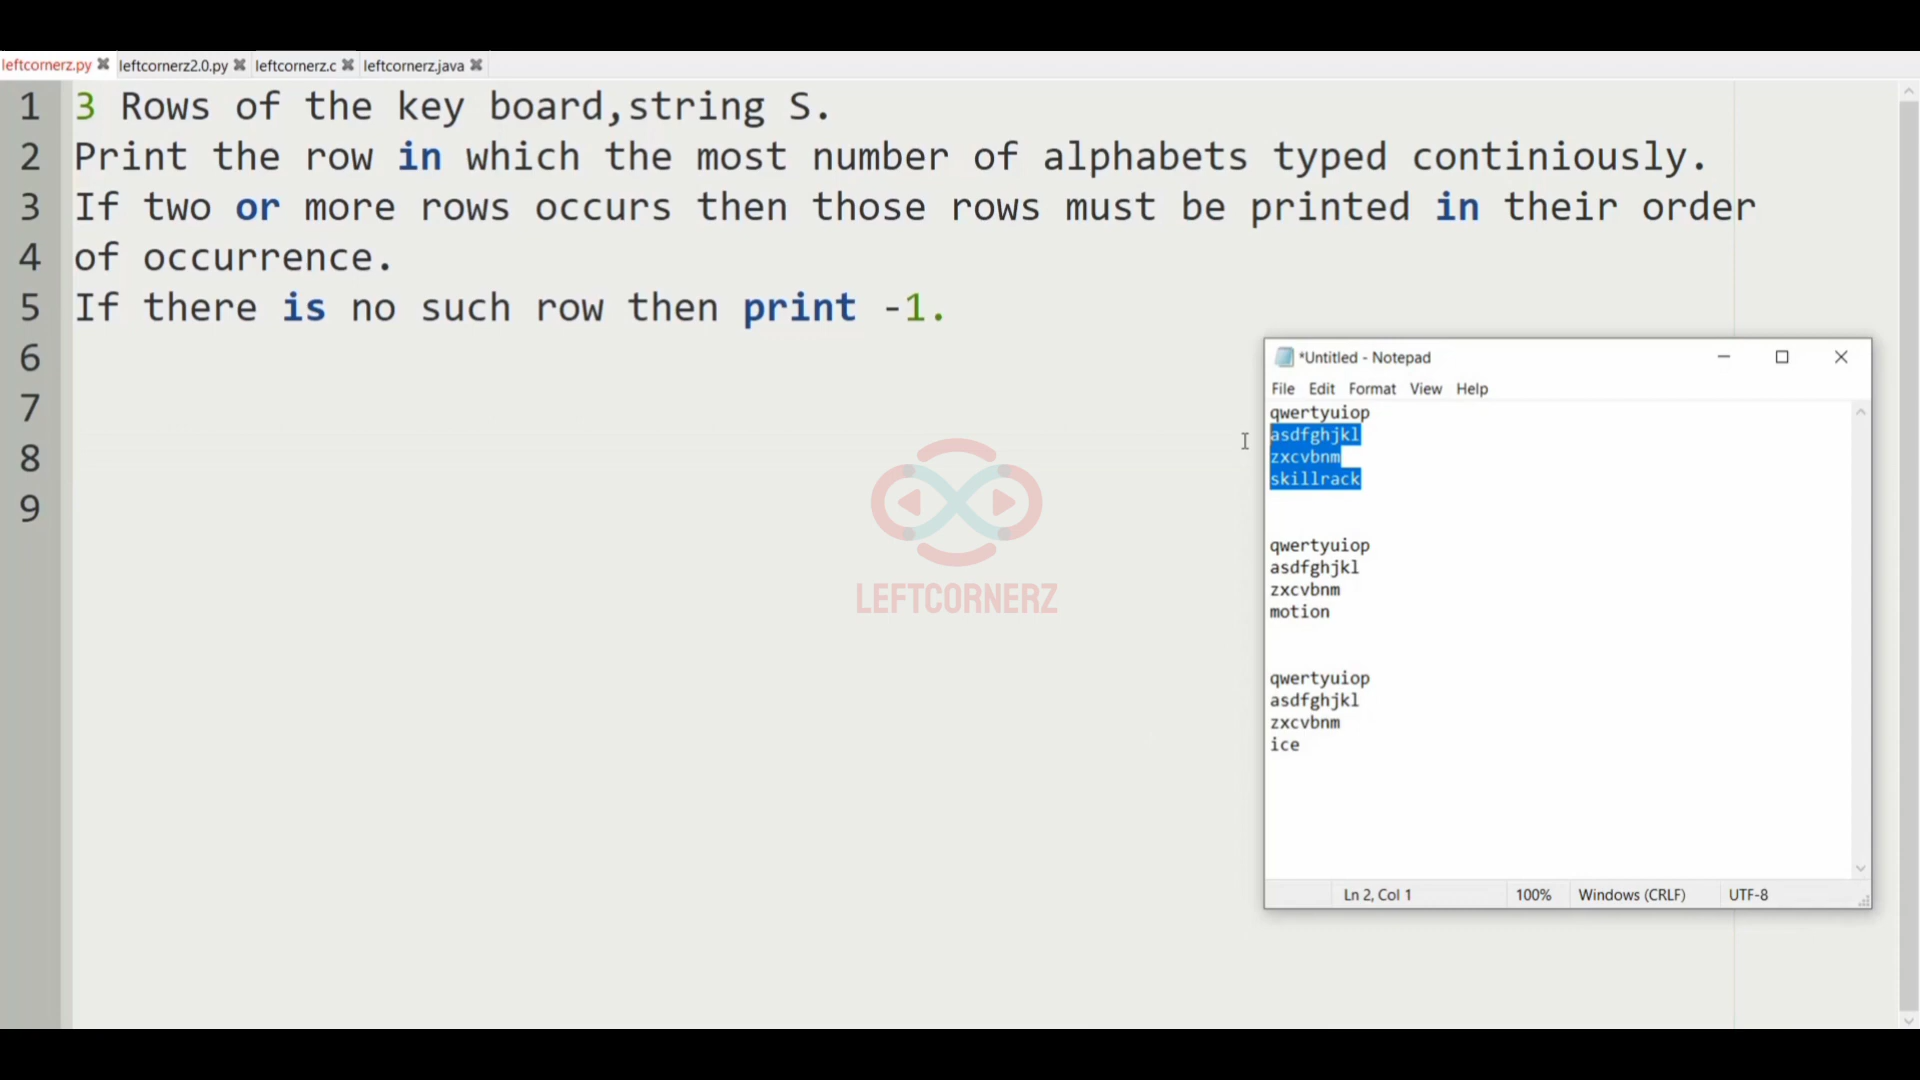 leftcornerz.py leftcornerz2.0.py leftcornerz.c leftcornerz.java
1 3 Rows of the key board,string S.
2 Print the row in which the most number of alphabets typed continiously.
3 If two or more rows occurs then those rows must be printed in their order
4 of occurrence.
5 If there is no such row then print -1.
6
7
8
9
LEFTCORNERZ
*Untitled - Notepad
File Edit Format View Help
qwertyuiop
asdfghjkl
zxcvbnm
skillrack
qwertyuiop
asdfghjkl
zxcvbnm
motion
qwertyuiop
asdfghjkl
zxcvbnm
ice
Ln 2, Col 1 100% Windows (CRLF) UTF-8